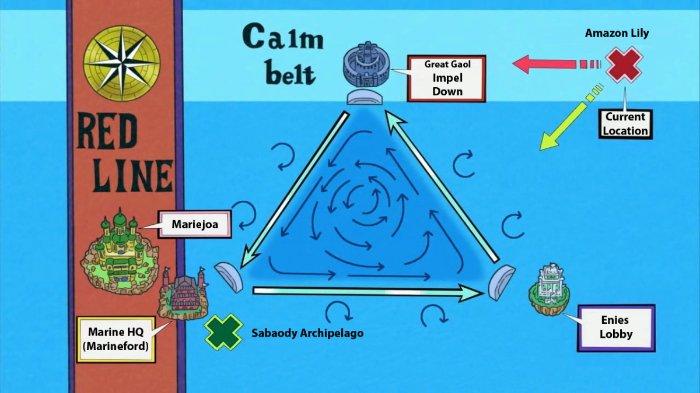 Calm
belt
Great Gaol
Impel
Down
Amazon Lily
Current
Location
RED
LINE
Mariejoa
Marine HQ
(Marineford)
Sabaody Archipelago
Enies
Lobby